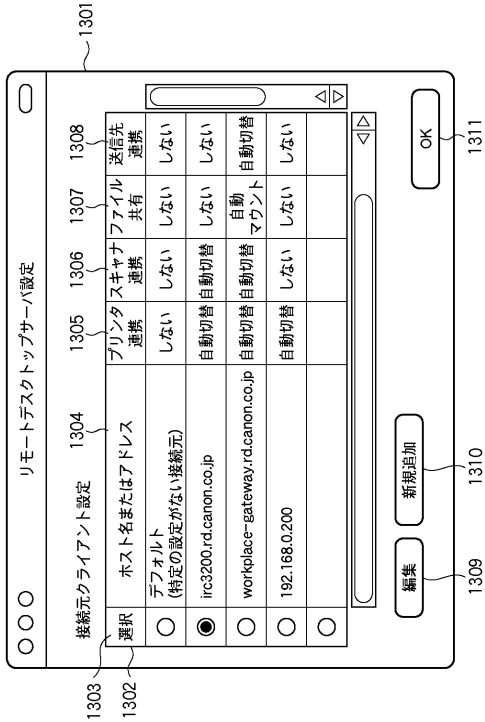 1301
リモートデスクトップサーバ設定
接続元クライアント設定
1303
1302
1304
1305
1306
1307
1308
選択
ホスト名またはアドレス
プリンタ
連携
スキャナ
連携
ファイル
共有
送信先
連携
デフォルト
(特定の設定がない接続元)
しない
しない
しない
しない
irc3200.rd.canon.co.jp
自動切替
自動切替
しない
しない
workplace-gateway.rd.canon.co.jp
自動切替
自動切替
自動
マウント
自動切替
192.168.0.200
自動切替
しない
しない
しない
編集
新規追加
OK
1309
1310
1311